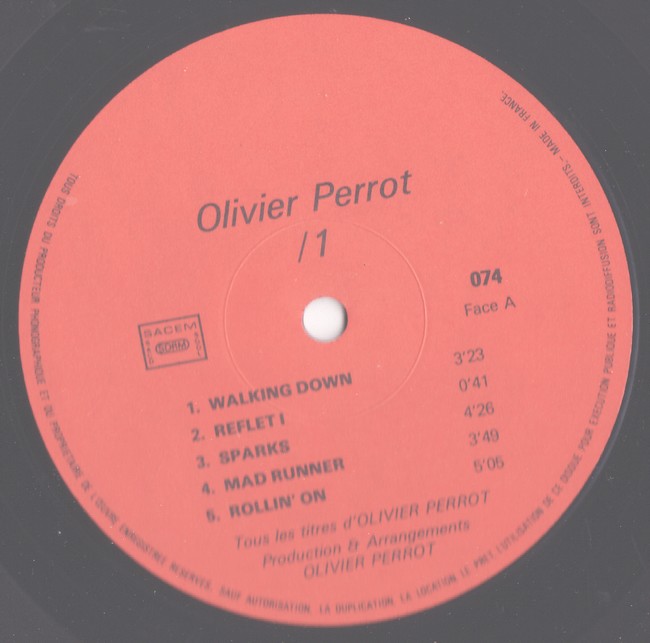 Olivier Perrot
/1
074
Face A
SACEM
SDRM
1. WALKING DOWN 3'23
2. REFLET I 0'41
3. SPARKS 4'26
4. MAD RUNNER 3'49
5. ROLLIN' ON 5'05
Tous les titres d'OLIVIER PERROT
Production & Arrangements
OLIVIER PERROT
TOUS DROITS DU PRODUCTEUR PHONOGRAPHIQUE ET DU PROPRIETAIRE DE L'OEUVRE ENREGISTREE RESERVES. SAUF AUTORISATION, LA DUPLICATION, LA LOCATION LE PRET, L'UTILISATION DE CE DISQUE POUR EXECUTION PUBLIQUE ET RADIODIFFUSION SONT INTERDITS. - MADE IN FRANCE.